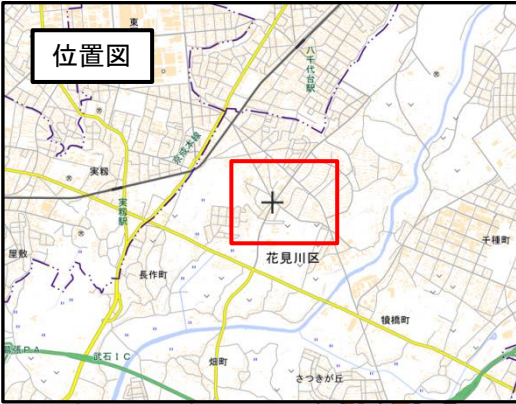 位置図
東
八千代台駅
京成本線
実籾
実籾駅
花見川区
千種町
屋敷
長作町
犢橋町
武石IC
畑町
さつきが丘